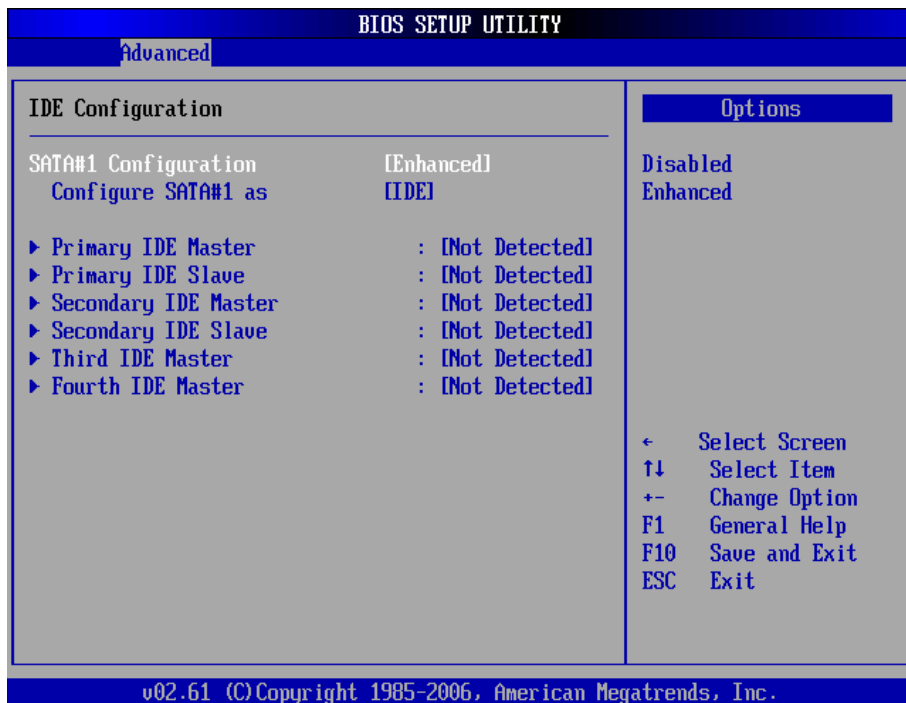 BIOS SETUP UTILITY
Advanced
IDE Configuration
SATA#1 Configuration [Enhanced]
Configure SATA#1 as [IDE]
▶ Primary IDE Master : [Not Detected]
▶ Primary IDE Slave : [Not Detected]
▶ Secondary IDE Master : [Not Detected]
▶ Secondary IDE Slave : [Not Detected]
▶ Third IDE Master : [Not Detected]
▶ Fourth IDE Master : [Not Detected]
Options
Disabled
Enhanced
← Select Screen
↑↓ Select Item
+- Change Option
F1 General Help
F10 Save and Exit
ESC Exit
v02.61 (C)Copyright 1985-2006, American Megatrends, Inc.